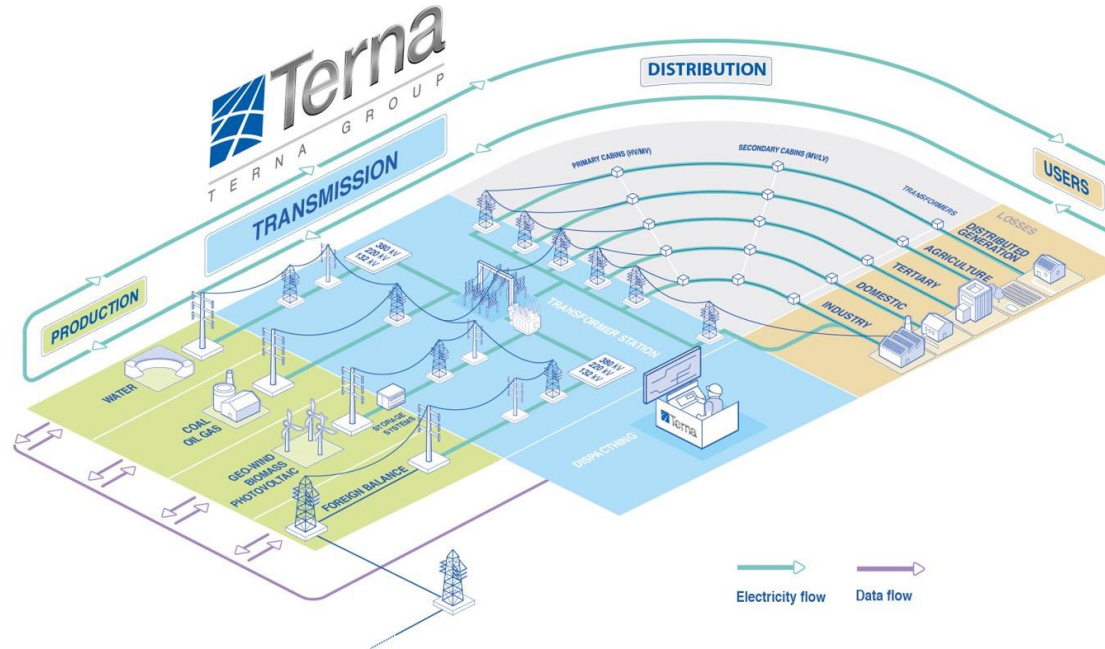 Terna
TERNA GROUP
DISTRIBUTION
TRANSMISSION
USERS
PRODUCTION
PRIMARY CABINS (HV/MV)
SECONDARY CABINS (MV/LV)
TRANSFORMERS
LOSSES
DISTRIBUTED
GENERATION
AGRICULTURE
TERTIARY
DOMESTIC
INDUSTRY
380 kV
220 kV
132 kV
TRANSFORMER STATION
380 kV
220 kV
132 kV
WATER
COAL
OIL GAS
GEO-WIND
BIOMASS
PHOTOVOLTAIC
STORAGE
SYSTEMS
FOREIGN BALANCE
DISPACTHING
Terna
Electricity flow
Data flow